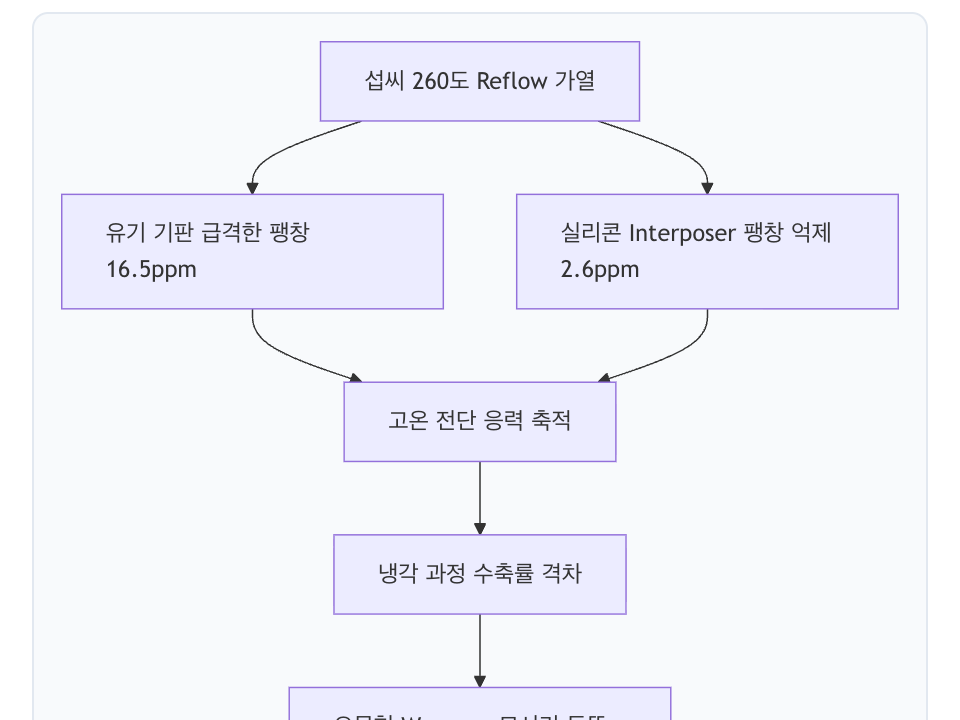 섭씨 260도 Reflow 가열
유기 기판 급격한 팽창
16.5ppm
실리콘 Interposer 팽창 억제
2.6ppm
고온 전단 응력 축적
냉각 과정 수축률 격차